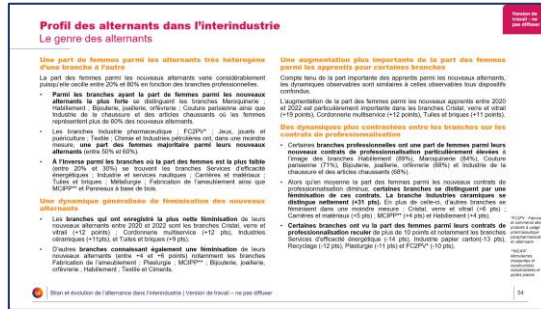 Profil des alternants dans l'interindustrie
Le genre des alternants
Version de
travail - ne
pas diffuser
Une part de femmes parmi les alternants très hétérogène
d'une branche à l'autre
La part de femmes parmi les nouveaux alternants varie considérablement
puisqu'elle oscille entre 20% et 80% en fonction des branches professionnelles.
• Parmi les branches ayant la part de femmes parmi les nouveaux
alternants la plus forte se distinguent les branches Maroquinerie ;
Habillement ; Bijouterie, joaillerie, orfèvrerie ; Couture parisienne ainsi que
Industrie de la chaussure et des articles chaussants où les femmes
représentent plus de 60% des nouveaux alternants.
• Les branches Industrie pharmaceutique ; FC2PV* ; Jeux, jouets et
puériculture ; Textile ; Chimie et Industries pétrolières ont, dans une moindre
mesure, une part de femmes majoritaire parmi leurs nouveaux
alternants (entre 50% et 60%).
• À l'inverse parmi les branches où la part de femmes est la plus faible
(entre 20% et 30%) se trouvent les branches Services d'efficacité
énergétique ; Industries et services nautiques ; Carrières et matériaux ;
Tuiles et briques ; Métallurgie ; Fabrication de l'ameublement ainsi que
MCIPP** et Panneaux à base de bois.
Une dynamique généralisée de féminisation des nouveaux
alternants
• Les branches qui ont enregistré la plus nette féminisation de leurs
nouveaux alternants entre 2020 et 2022 sont les branches Cristal, verre et
vitrail (+12 points) ; Cordonnerie multiservice (+12 pts), Industries
céramiques (+11pts), et Tuiles et briques (+9 pts).
• D'autres branches connaissent également une féminisation de leurs
nouveaux alternants (entre +4 et +6 points) notamment les branches
Fabrication de l'ameublement ; Plasturgie ; MCIPP** ; Bijouterie, joaillerie,
orfèvrerie ; Habillement ; Textile et Ciments.
Une augmentation plus importante de la part des femmes
parmi les apprentis pour certaines branches
Compte tenu de la part importante des apprentis parmi les nouveaux alternants,
les dynamiques observables sont similaires à celles observées tous dispositifs
confondus.
L'augmentation de la part des femmes parmi les nouveaux apprentis entre 2020
et 2022 est particulièrement importante dans les branches Cristal, verre et vitrail
(+19 points), Cordonnerie multiservice (+12 points), Tuiles et briques (+11 points).
Des dynamiques plus contrastées entre les branches sur les
contrats de professionnalisation
• Certaines branches professionnelles ont une part de femmes parmi leurs
nouveaux contrats de professionnalisation particulièrement élevées à
l'image des branches Habillement (89%), Maroquinerie (84%), Couture
parisienne (71%), Bijouterie, joaillerie, orfèvrerie (68%) et Industrie de la
chaussure et des articles chaussants (68%).
• Alors qu'en moyenne la part des femmes parmi les nouveaux contrats de
professionnalisation diminue, certaines branches se distinguent par une
féminisation de ces contrats. La branche Industries céramiques se
distingue nettement (+31 pts). En plus de celle-ci, d'autres branches se
féminisent dans une moindre mesure : Cristal, verre et vitrail (+6 pts) ;
Carrières et matériaux (+5 pts) ; MCIPP** (+4 pts) et Habillement (+4 pts).
• Certaines branches ont vu la part des femmes parmi leurs contrats de
professionnalisation reculer de plus de 10 points et notamment les branches
Services d'efficacité énergétique (-14 pts), Industrie papier carton(-13 pts),
Recyclage (-12 pts), Plasturgie (-11 pts) et FC2PV* (-10 pts).
Bilan et évolution de l'alternance dans l'interindustrie | Version de travail – ne pas diffuser
54